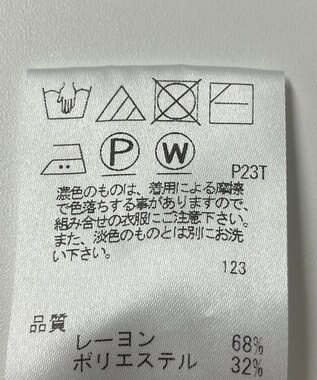 P W
P23T
濃色のものは、着用による摩擦
で色落ちする事がありますので、
組み合せの衣服にご注意下さい。
また、淡色のものとは別にお洗
い下さい。
123
品質
レーヨン 68%
ポリエステル 32%